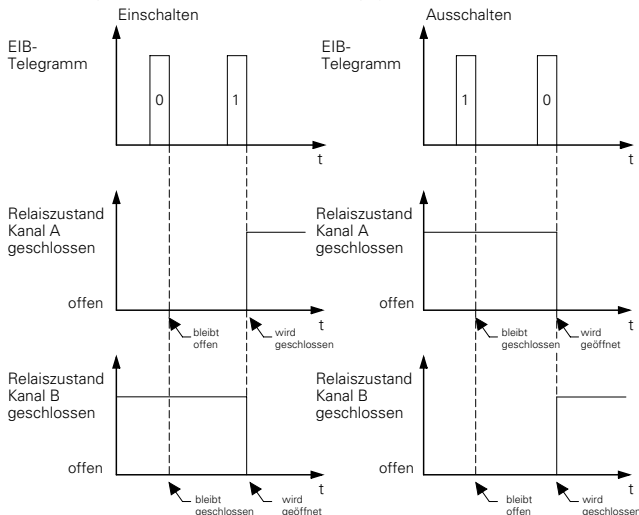 Einschalten
EIB-
Telegramm
0
1
t
Relaiszustand
Kanal A
geschlossen
offen
t
bleibt
offen
wird
geschlossen
Relaiszustand
Kanal B
geschlossen
offen
t
bleibt
geschlossen
wird
geöffnet
Ausschalten
EIB-
Telegramm
1
0
t
Relaiszustand
Kanal A
geschlossen
offen
t
bleibt
geschlossen
wird
geöffnet
Relaiszustand
Kanal B
geschlossen
offen
t
bleibt
offen
wird
geschlossen